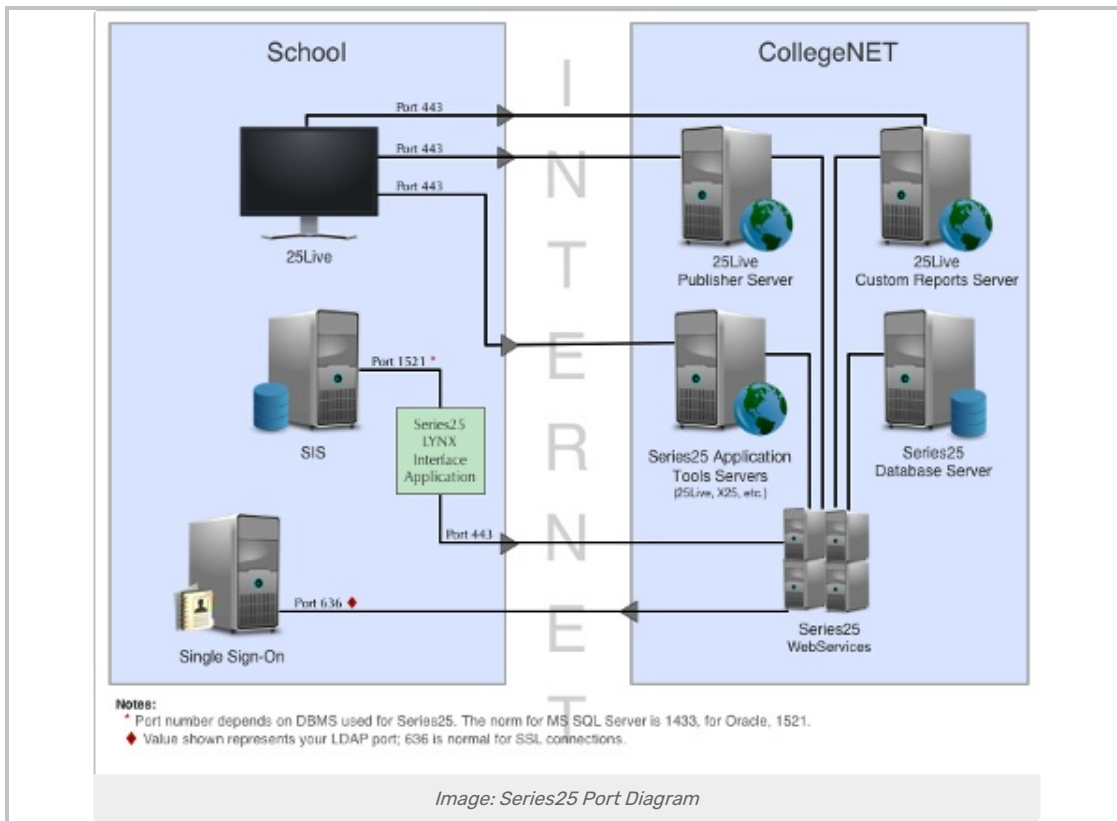 School
CollegeNET
INTERNET
Port 443
Port 443
Port 443
25Live
25Live
Publisher Server
25Live
Custom Reports Server
Port 1521 *
SIS
Series25
LYNX
Interface
Application
Series25 Application
Tools Servers
(25Live, X25, etc.)
Series25
Database Server
Port 443
Port 636 ♦
Single Sign-On
Series25
WebServices
Notes:
* Port number depends on DBMS used for Series25. The norm for MS SQL Server is 1433, for Oracle, 1521.
♦ Value shown represents your LDAP port; 636 is normal for SSL connections.
Image: Series25 Port Diagram